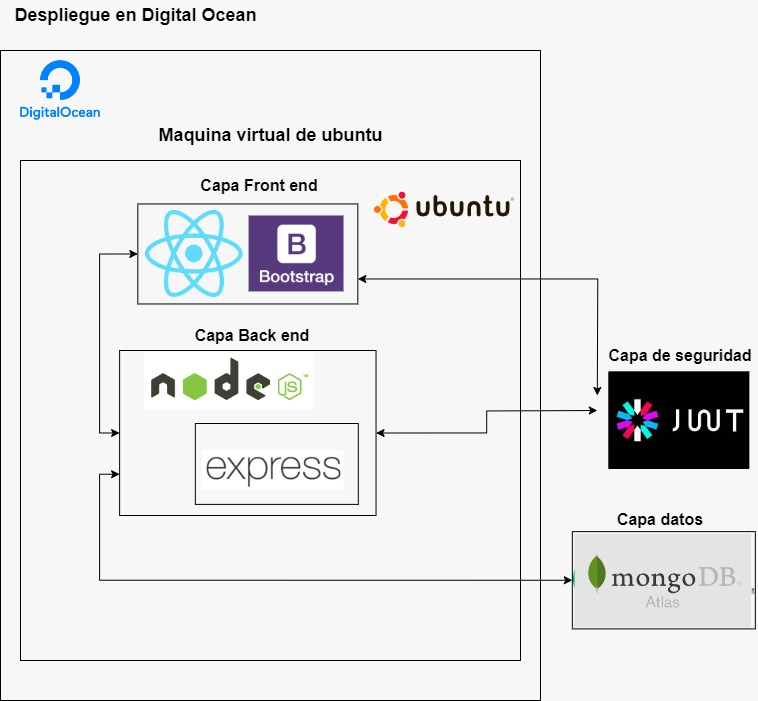 Despliegue en Digital Ocean
DigitalOcean
Maquina virtual de ubuntu
Capa Front end
ubuntu
B
Bootstrap
Capa Back end
node
JS™
express
Capa de seguridad
JWT
Capa datos
mongoDB®
Atlas